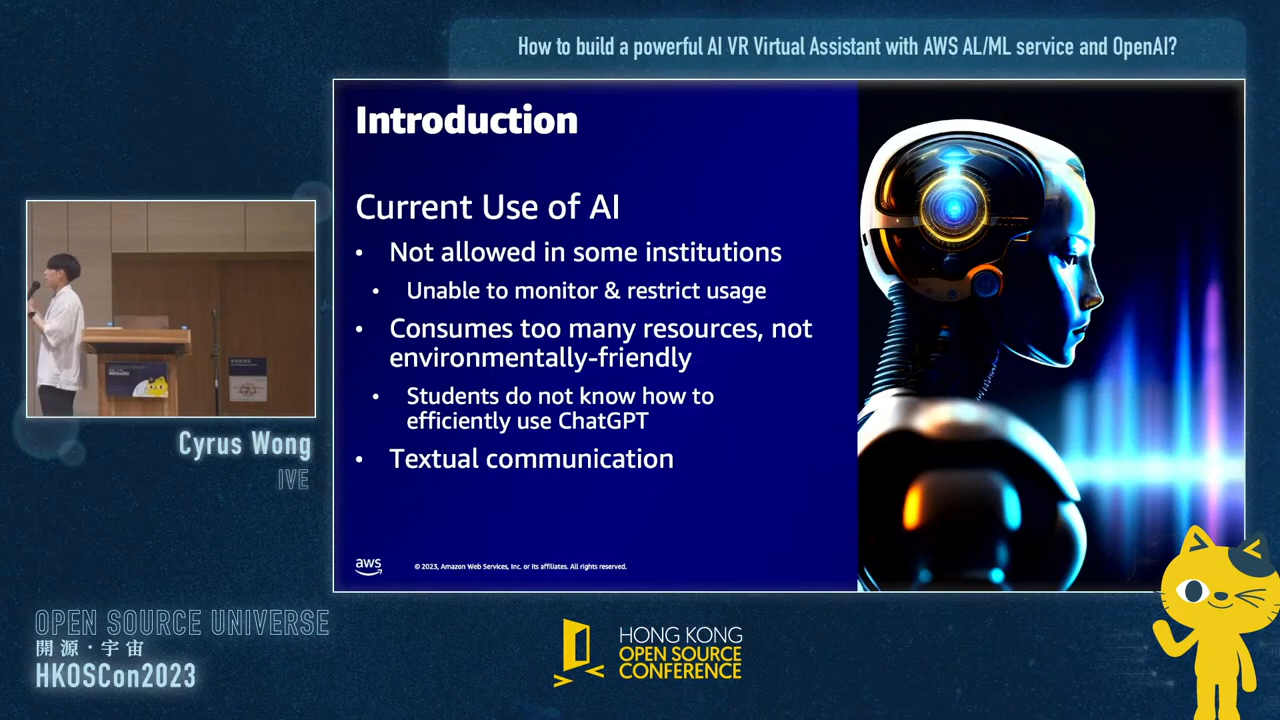 How to build a powerful AI VR Virtual Assistant with AWS AL/ML service and OpenAI?
Introduction
Current Use of AI
• Not allowed in some institutions
• Unable to monitor & restrict usage
• Consumes too many resources, not
environmentally-friendly
• Students do not know how to
efficiently use ChatGPT
• Textual communication
aws
© 2023, Amazon Web Services, Inc. or its affiliates. All rights reserved.
Cyrus Wong
IVE
OPEN SOURCE UNIVERSE
開源·宇宙
HKOSCon2023
HONG KONG
OPEN SOURCE
CONFERENCE